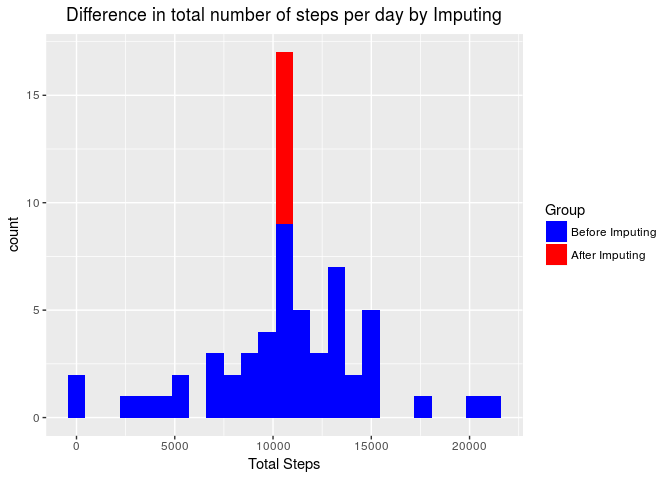 Difference in total number of steps per day by Imputing
15
10
5
0
count
0 5000 10000 15000 20000
Total Steps
Group
Before Imputing
After Imputing